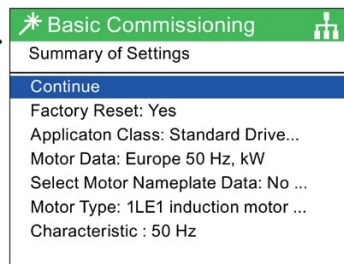 Basic Commissioning
Summary of Settings
Continue
Factory Reset: Yes
Applicaton Class: Standard Drive...
Motor Data: Europe 50 Hz, kW
Select Motor Nameplate Data: No ...
Motor Type: 1LE1 induction motor ...
Characteristic : 50 Hz